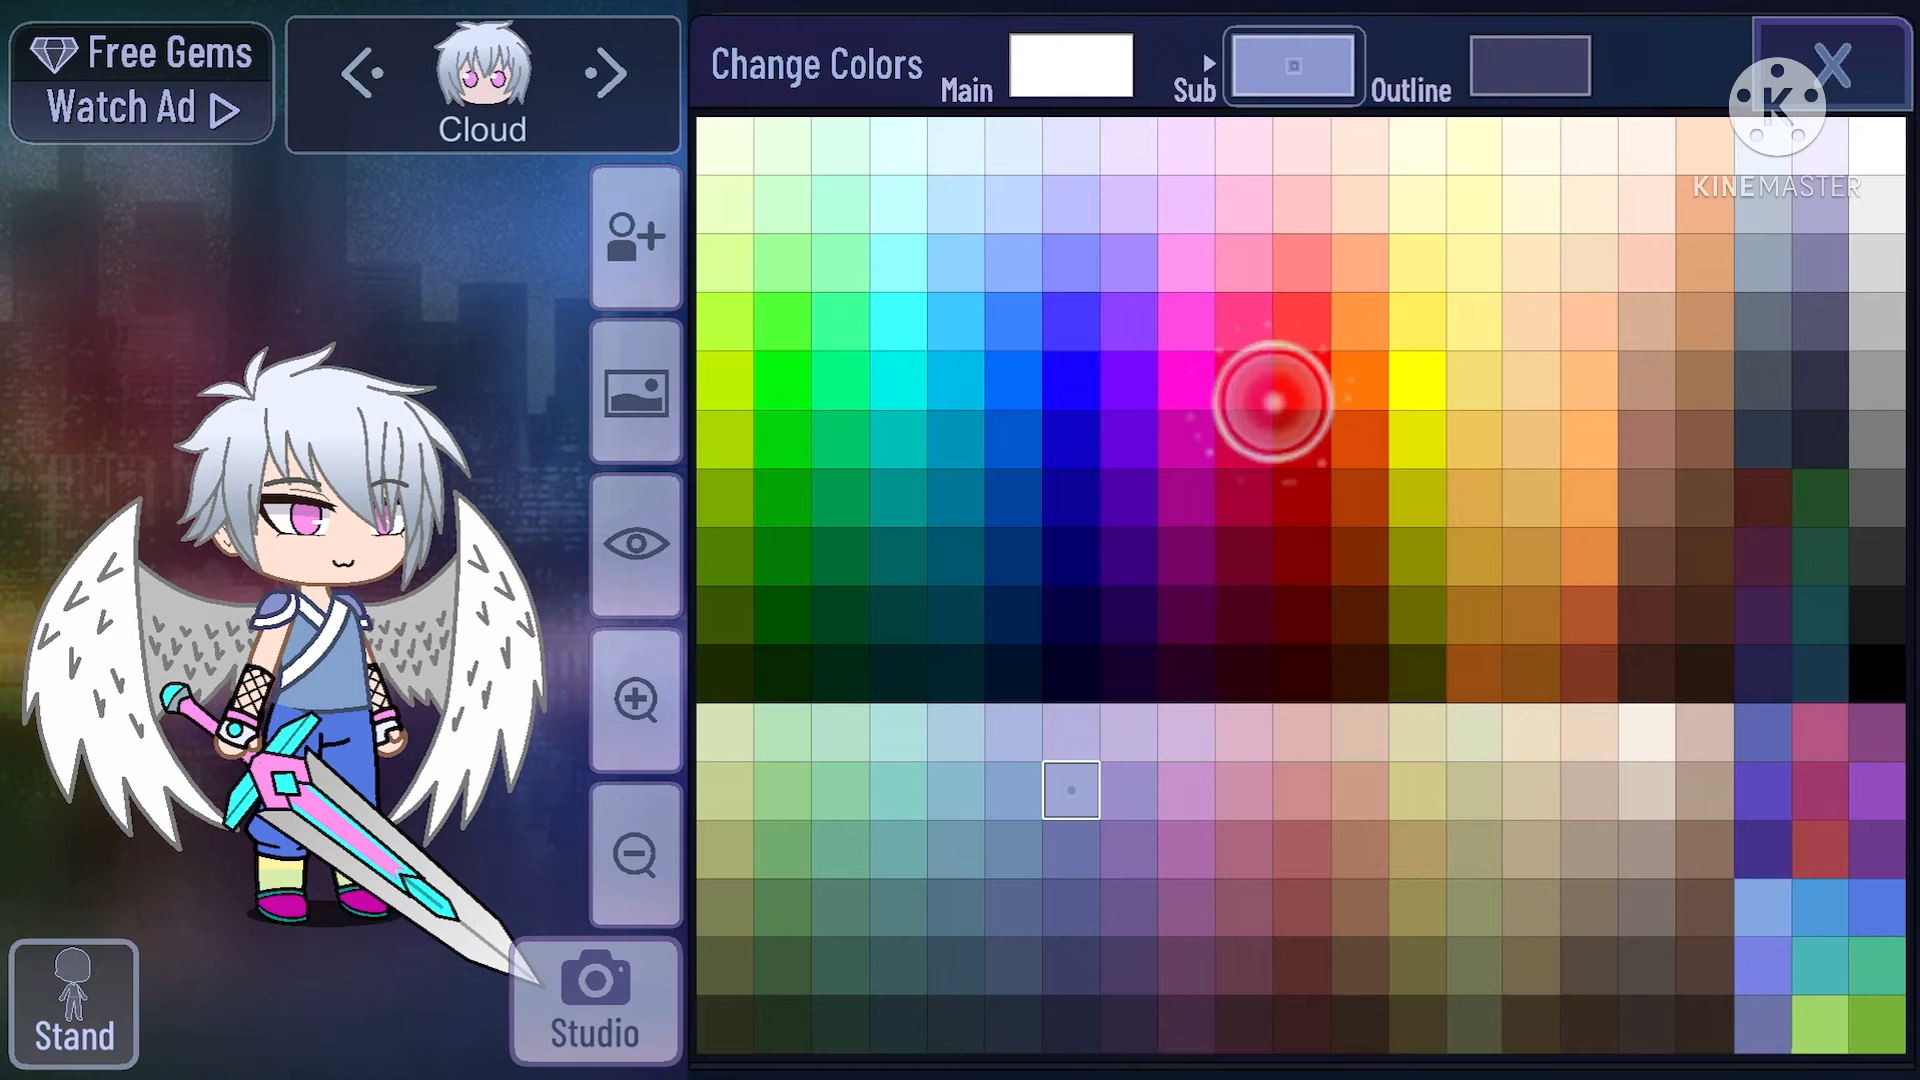 Free Gems
Watch Ad
Cloud
Change Colors
Main
Sub
Outline
X
K
KINEMASTER
Stand
Studio